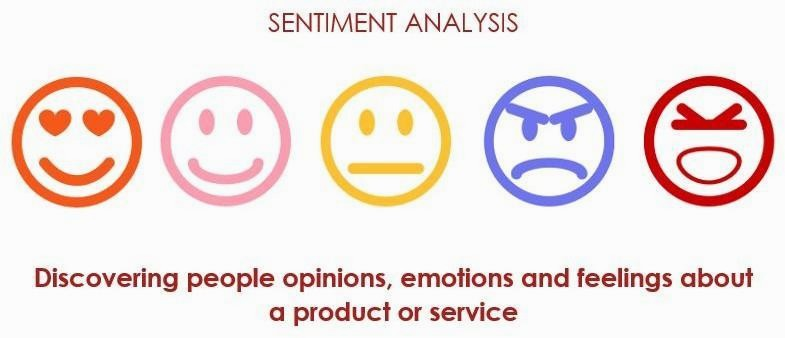 SENTIMENT ANALYSIS
Discovering people opinions, emotions and feelings about
a product or service